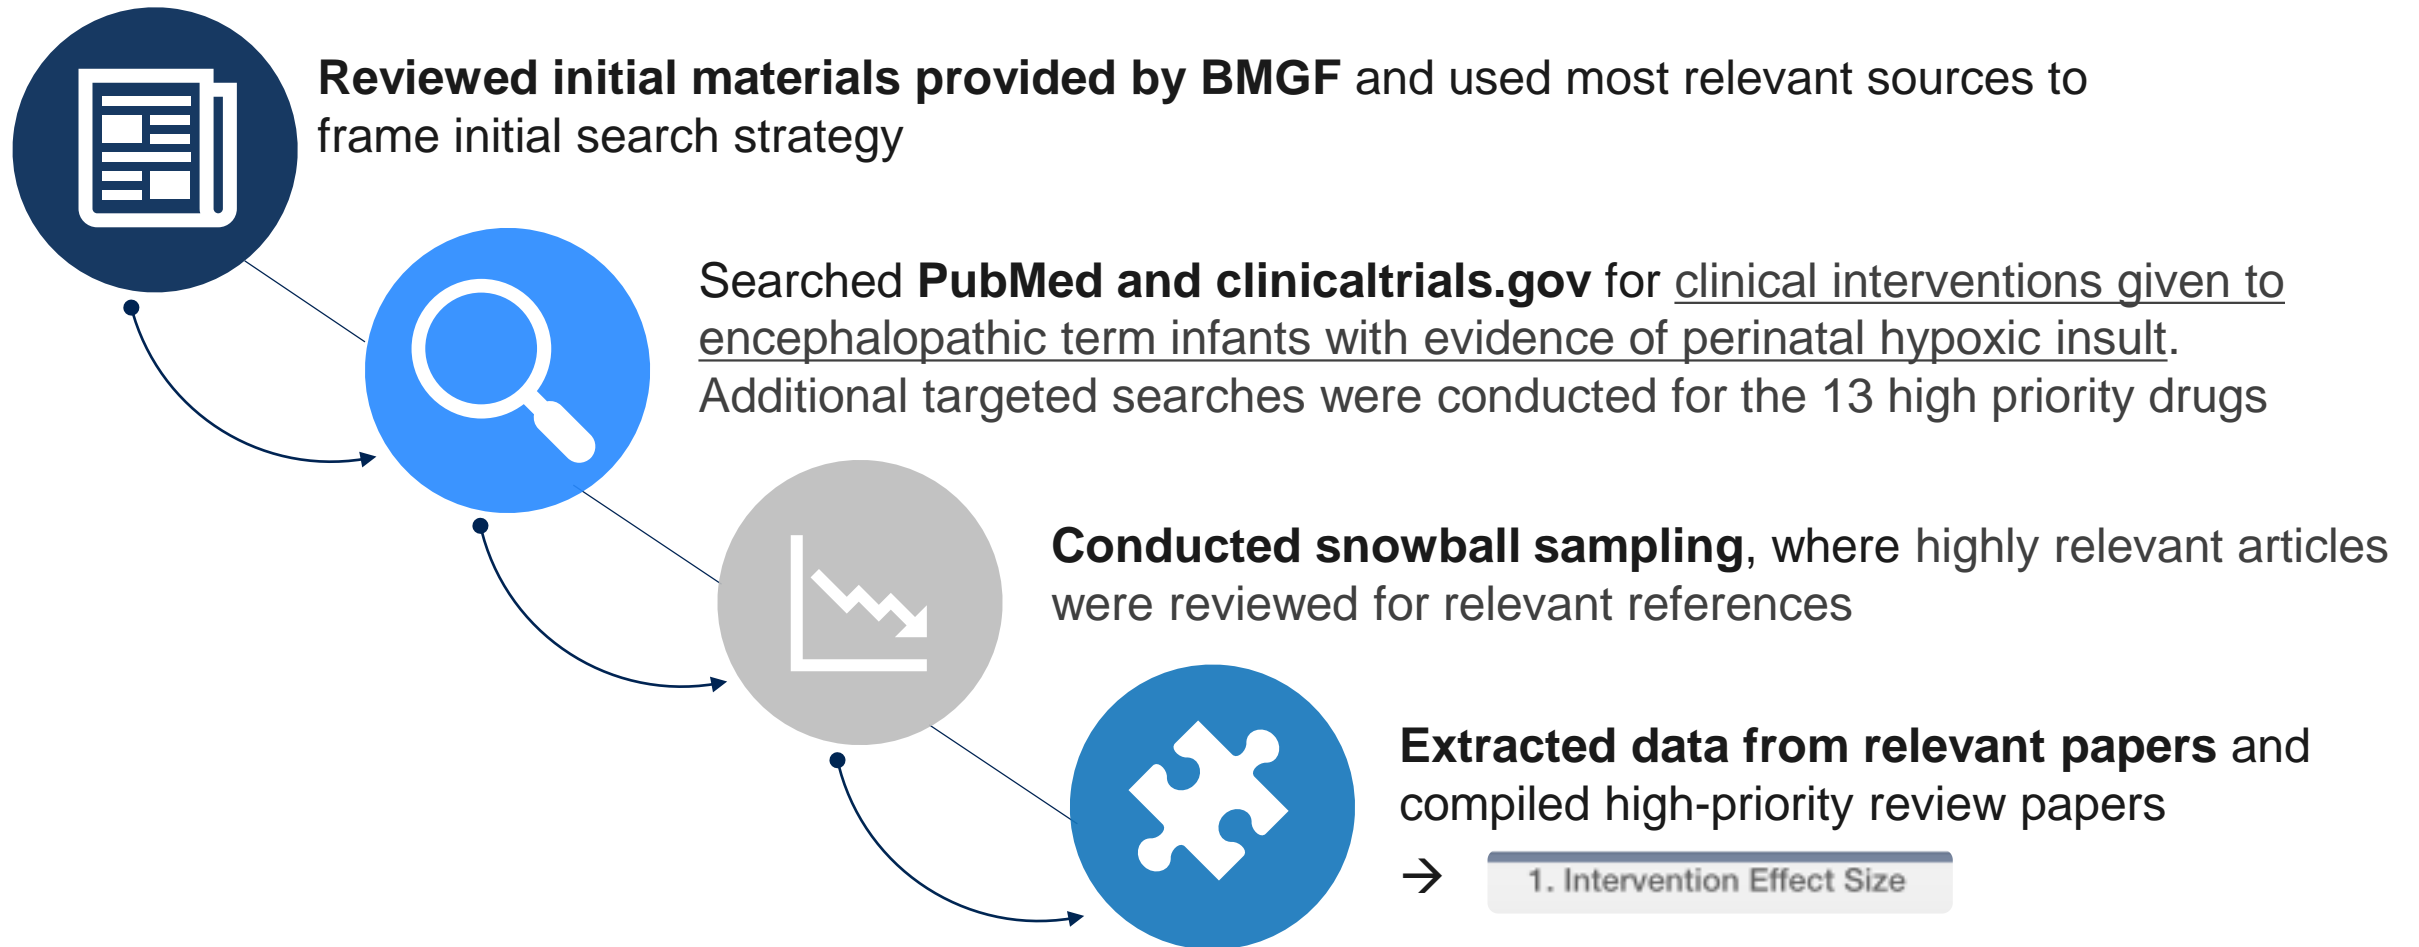 Reviewed initial materials provided by BMGF and used most relevant sources to
frame initial search strategy
Searched PubMed and clinicaltrials.gov for clinical interventions given to
encephalopathic term infants with evidence of perinatal hypoxic insult.
Additional targeted searches were conducted for the 13 high priority drugs
Conducted snowball sampling, where highly relevant articles
were reviewed for relevant references
Extracted data from relevant papers and
compiled high-priority review papers
→ 1. Intervention Effect Size